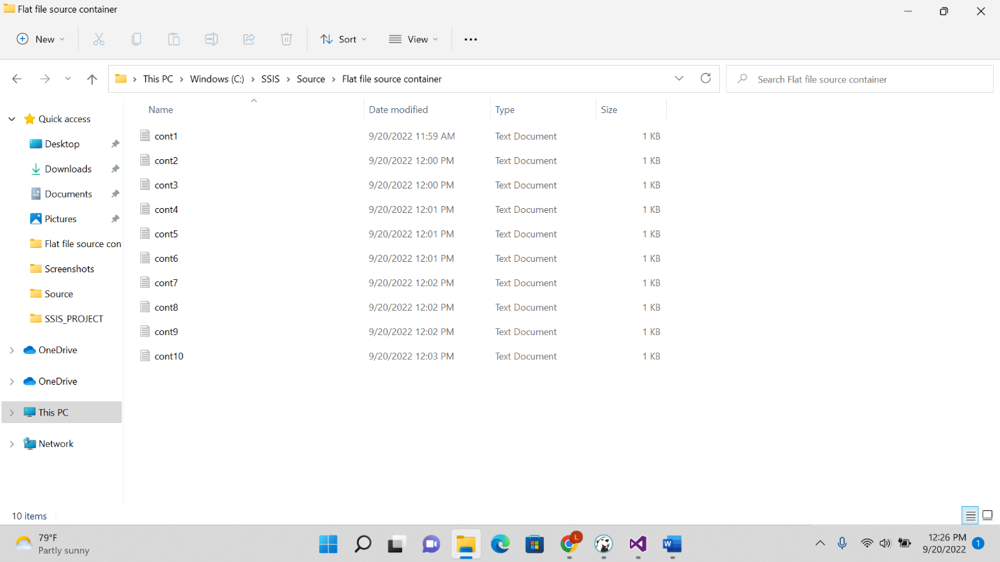 Flat file source container
New
Sort
View
This PC > Windows (C:) > SSIS > Source > Flat file source container
Search Flat file source container
Quick access
Desktop
Downloads
Documents
Pictures
Flat file source con
Screenshots
Source
SSIS_PROJECT
OneDrive
OneDrive
This PC
Network
Name Date modified Type Size
cont1 9/20/2022 11:59 AM Text Document 1 KB
cont2 9/20/2022 12:00 PM Text Document 1 KB
cont3 9/20/2022 12:00 PM Text Document 1 KB
cont4 9/20/2022 12:01 PM Text Document 1 KB
cont5 9/20/2022 12:01 PM Text Document 1 KB
cont6 9/20/2022 12:01 PM Text Document 1 KB
cont7 9/20/2022 12:02 PM Text Document 1 KB
cont8 9/20/2022 12:02 PM Text Document 1 KB
cont9 9/20/2022 12:02 PM Text Document 1 KB
cont10 9/20/2022 12:03 PM Text Document 1 KB
10 items
79°F
Partly sunny
L
W
12:26 PM
9/20/2022
1